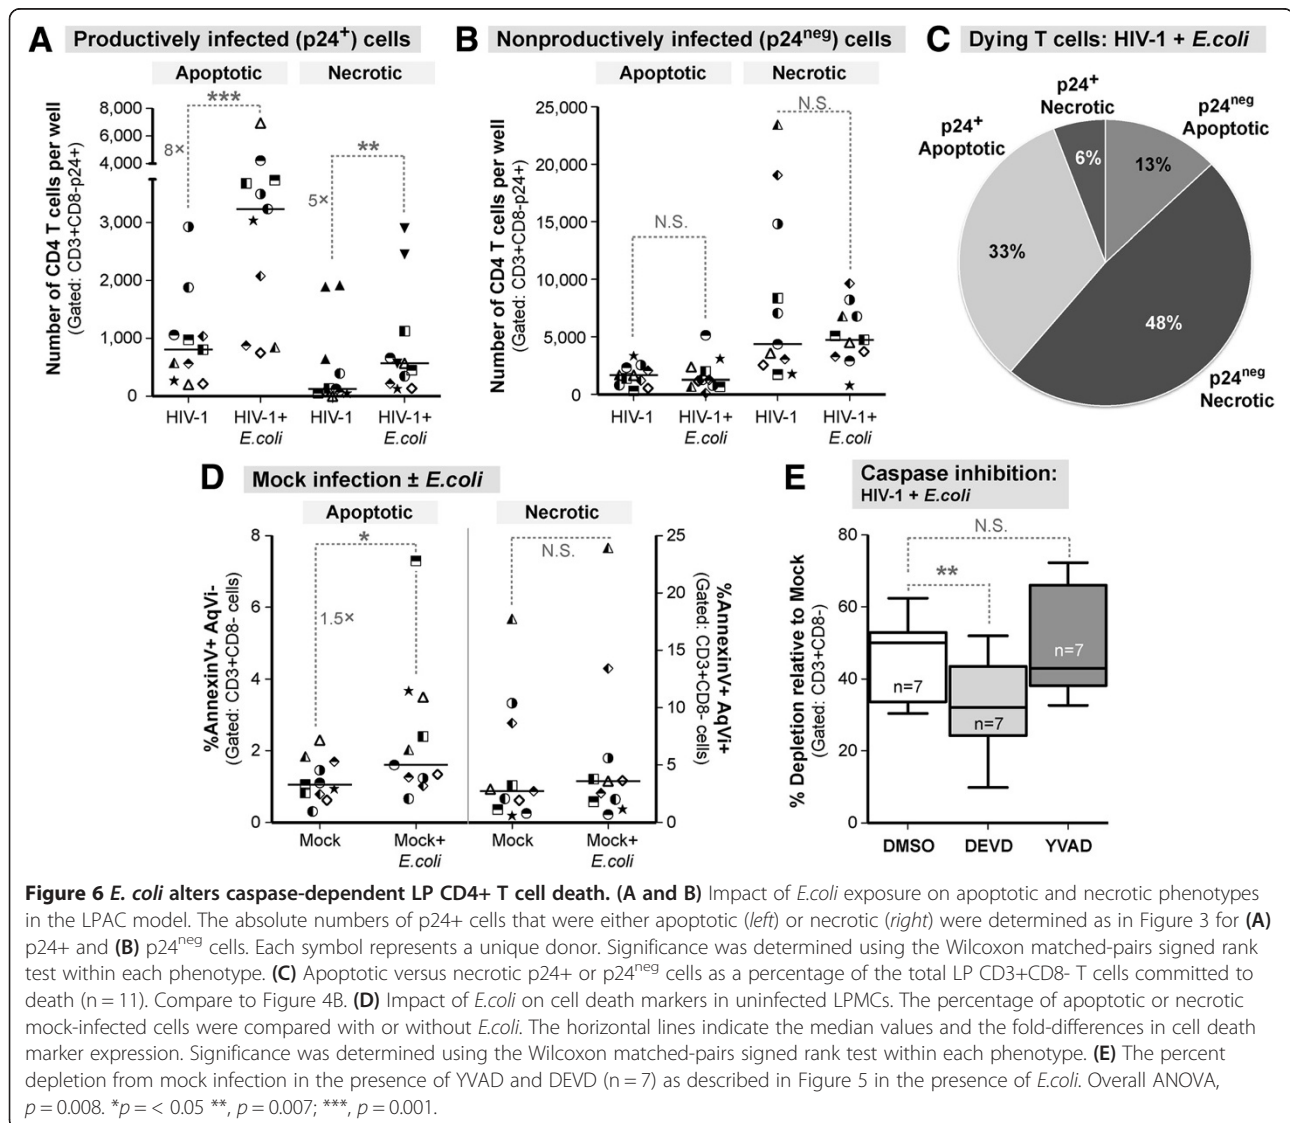 A Productively infected (p24+) cells
Apoptotic Necrotic
Number of CD4 T cells per well
(Gated: CD3+CD8-p24+)
8,000
6,000
4,000
3,000
2,000
1,000
0
***
8×
**
5×
HIV-1 HIV-1+ E.coli HIV-1 HIV-1+ E.coli
B Nonproductively infected (p24neg) cells
Apoptotic Necrotic
Number of CD4 T cells per well
(Gated: CD3+CD8-p24+)
25,000
20,000
15,000
10,000
5,000
0
N.S.
N.S.
HIV-1 HIV-1+ E.coli HIV-1 HIV-1+ E.coli
C Dying T cells: HIV-1 + E.coli
p24+
Necrotic
6%
p24neg
Apoptotic
13%
p24+
Apoptotic
33%
48%
p24neg
Necrotic
D Mock infection ± E.coli
Apoptotic Necrotic
%AnnexinV+ AqVi-
(Gated: CD3+CD8- cells)
8
6
4
2
0
*
1.5×
N.S.
25
20
15
10
5
0
%AnnexinV+ AqVi+
(Gated: CD3+CD8- cells)
Mock Mock+ E.coli Mock Mock+ E.coli
E Caspase inhibition:
HIV-1 + E.coli
% Depletion relative to Mock
(Gated: CD3+CD8-)
80
60
40
20
0
N.S.
**
n=7
n=7
n=7
DMSO DEVD YVAD
Figure 6 E. coli alters caspase-dependent LP CD4+ T cell death. (A and B) Impact of E.coli exposure on apoptotic and necrotic phenotypes
in the LPAC model. The absolute numbers of p24+ cells that were either apoptotic (left) or necrotic (right) were determined as in Figure 3 for (A)
p24+ and (B) p24neg cells. Each symbol represents a unique donor. Significance was determined using the Wilcoxon matched-pairs signed rank
test within each phenotype. (C) Apoptotic versus necrotic p24+ or p24neg cells as a percentage of the total LP CD3+CD8- T cells committed to
death (n = 11). Compare to Figure 4B. (D) Impact of E.coli on cell death markers in uninfected LPMCs. The percentage of apoptotic or necrotic
mock-infected cells were compared with or without E.coli. The horizontal lines indicate the median values and the fold-differences in cell death
marker expression. Significance was determined using the Wilcoxon matched-pairs signed rank test within each phenotype. (E) The percent
depletion from mock infection in the presence of YVAD and DEVD (n = 7) as described in Figure 5 in the presence of E.coli. Overall ANOVA,
p = 0.008. *p = < 0.05 **, p = 0.007; ***, p = 0.001.